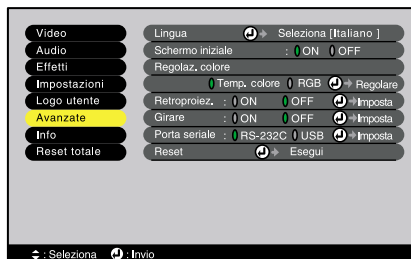 Video
Audio
Effetti
Impostazioni
Logo utente
Avanzate
Info
Reset totale
Lingua Seleziona [Italiano ]
Schermo iniziale : ON OFF
Regolaz. colore
Temp. colore RGB Regolare
Retroproiez. : ON OFF Imposta
Girare : ON OFF Imposta
Porta seriale : RS-232C USB Imposta
Reset Esegui
: Seleziona : Invio